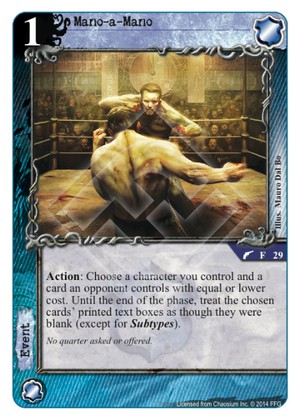 1
Mano-a-Mano
Illus. Mauro Dal Bo
F 29
Action: Choose a character you control and a
card an opponent controls with equal or lower
cost. Until the end of the phase, treat the chosen
cards' printed text boxes as though they were
blank (except for Subtypes).
No quarter asked or offered.
Event
Licensed from Chaosium Inc. © 2014 FFG